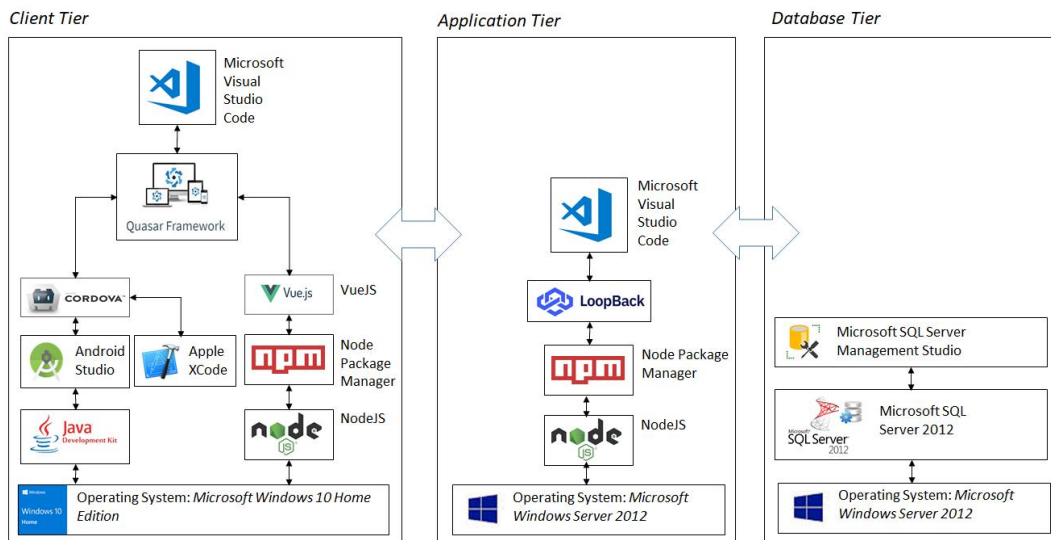 Client Tier
Microsoft
Visual
Studio
Code
Quasar Framework
CORDOVA™
Vue.js
VueJS
Android
Studio
Apple
XCode
npm
Node
Package
Manager
Java
Development Kit
node
JS
NodeJS
Windows
Windows 10
Home
Operating System: Microsoft Windows 10 Home
Edition
Application Tier
Microsoft
Visual
Studio
Code
LoopBack
npm
Node Package
Manager
node
JS
NodeJS
Operating System: Microsoft
Windows Server 2012
Database Tier
Microsoft SQL Server
Management Studio
Microsoft
SQL Server
2012
Microsoft SQL
Server 2012
Operating System: Microsoft
Windows Server 2012